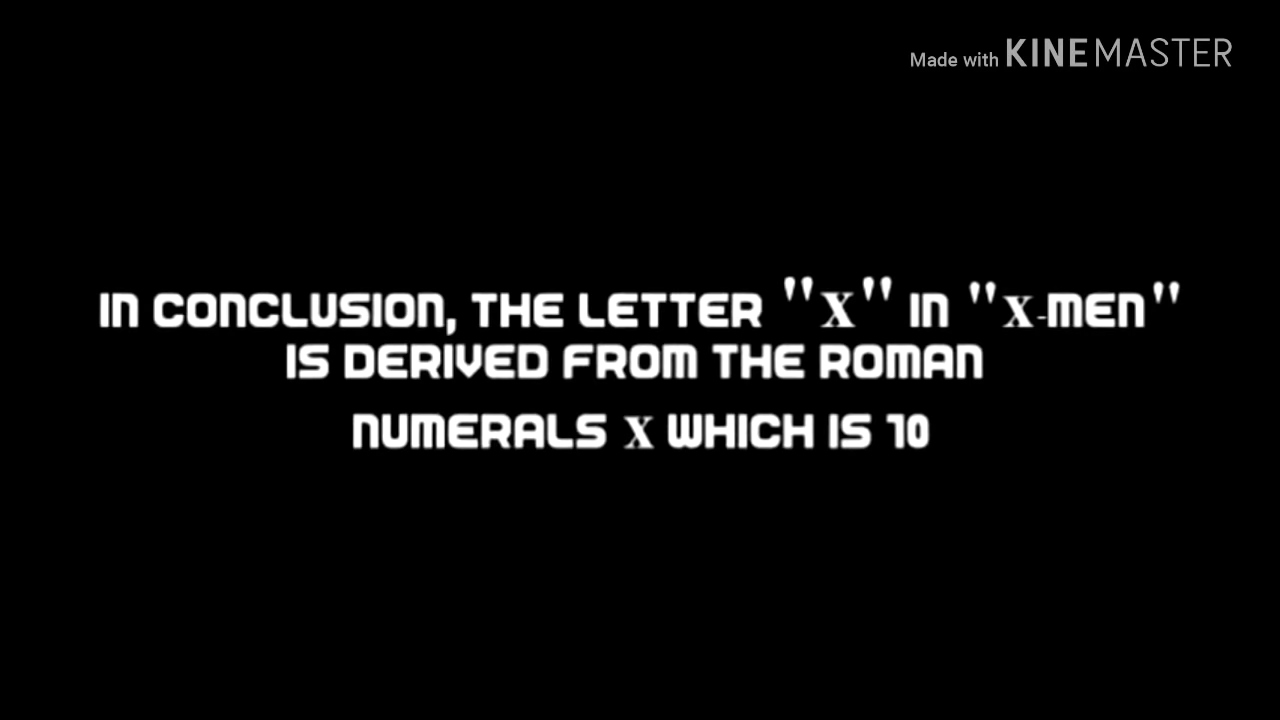 Made with KINEMASTER
IN CONCLUSION, THE LETTER "X" IN "X-MEN"
IS DERIVED FROM THE ROMAN
NUMERALS X WHICH IS 10